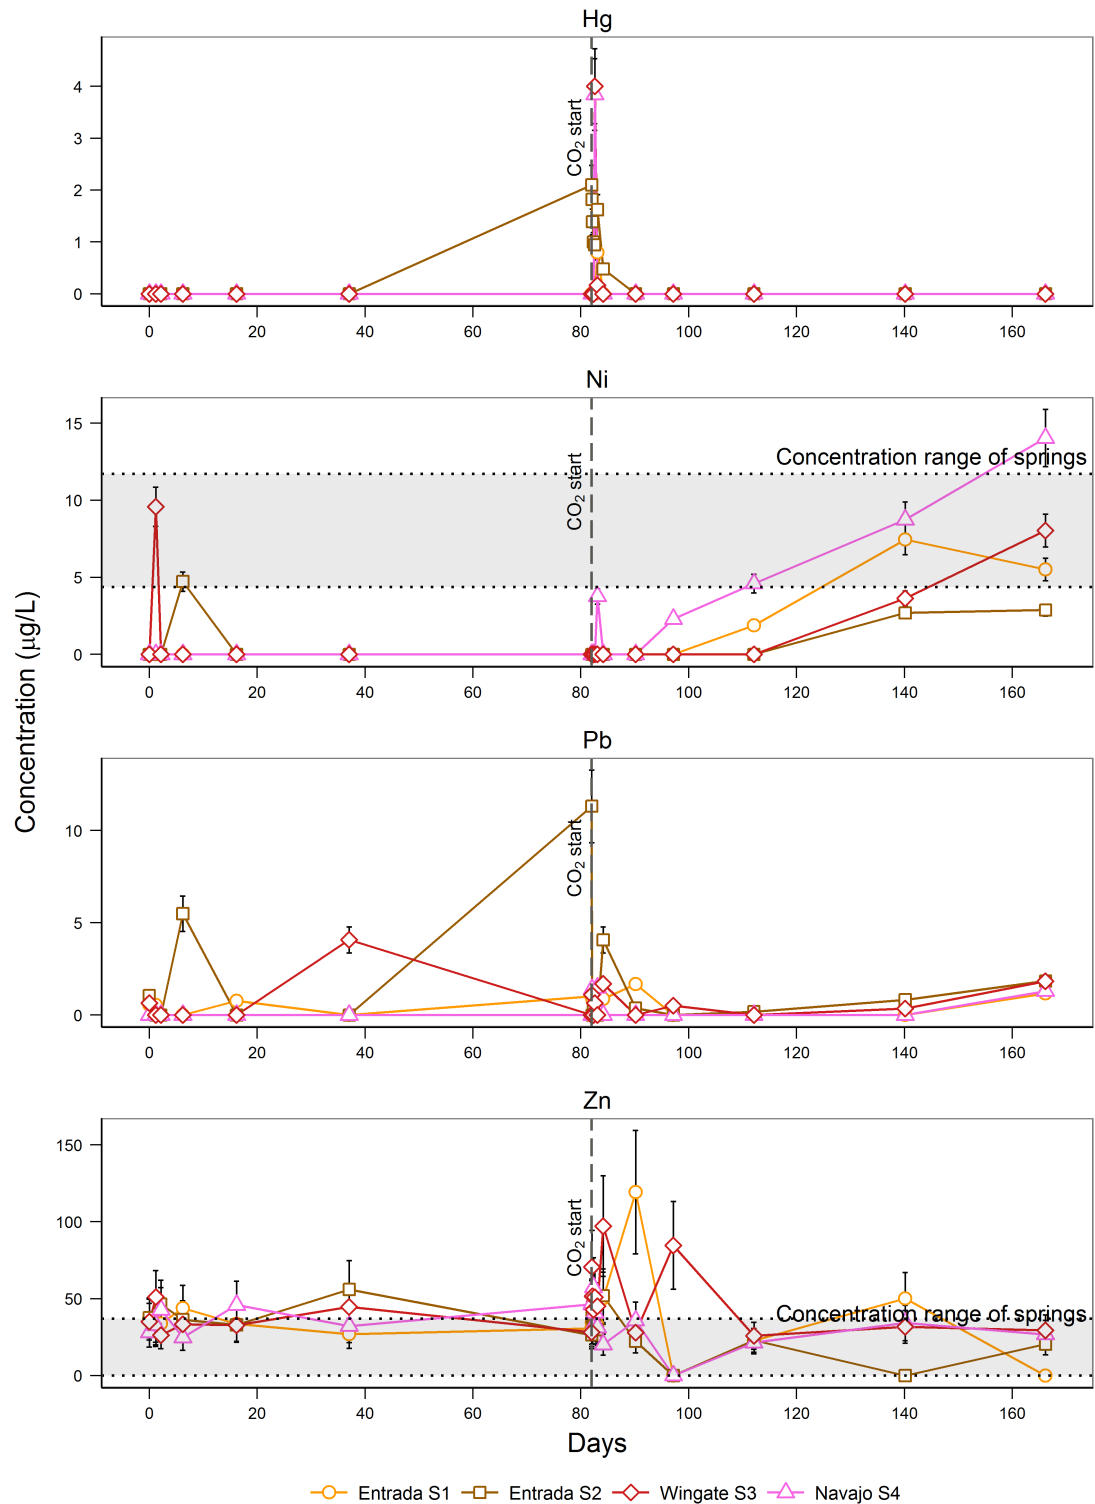 Hg
4
3
2
1
0
CO2 start
0 20 40 60 80 100 120 140 160
Ni
15
10
5
0
CO2 start
Concentration range of springs
0 20 40 60 80 100 120 140 160
Concentration (µg/L)
Pb
10
5
0
CO2 start
0 20 40 60 80 100 120 140 160
Zn
150
100
50
0
CO2 start
Concentration range of springs
0 20 40 60 80 100 120 140 160
Days
Entrada S1 Entrada S2 Wingate S3 Navajo S4